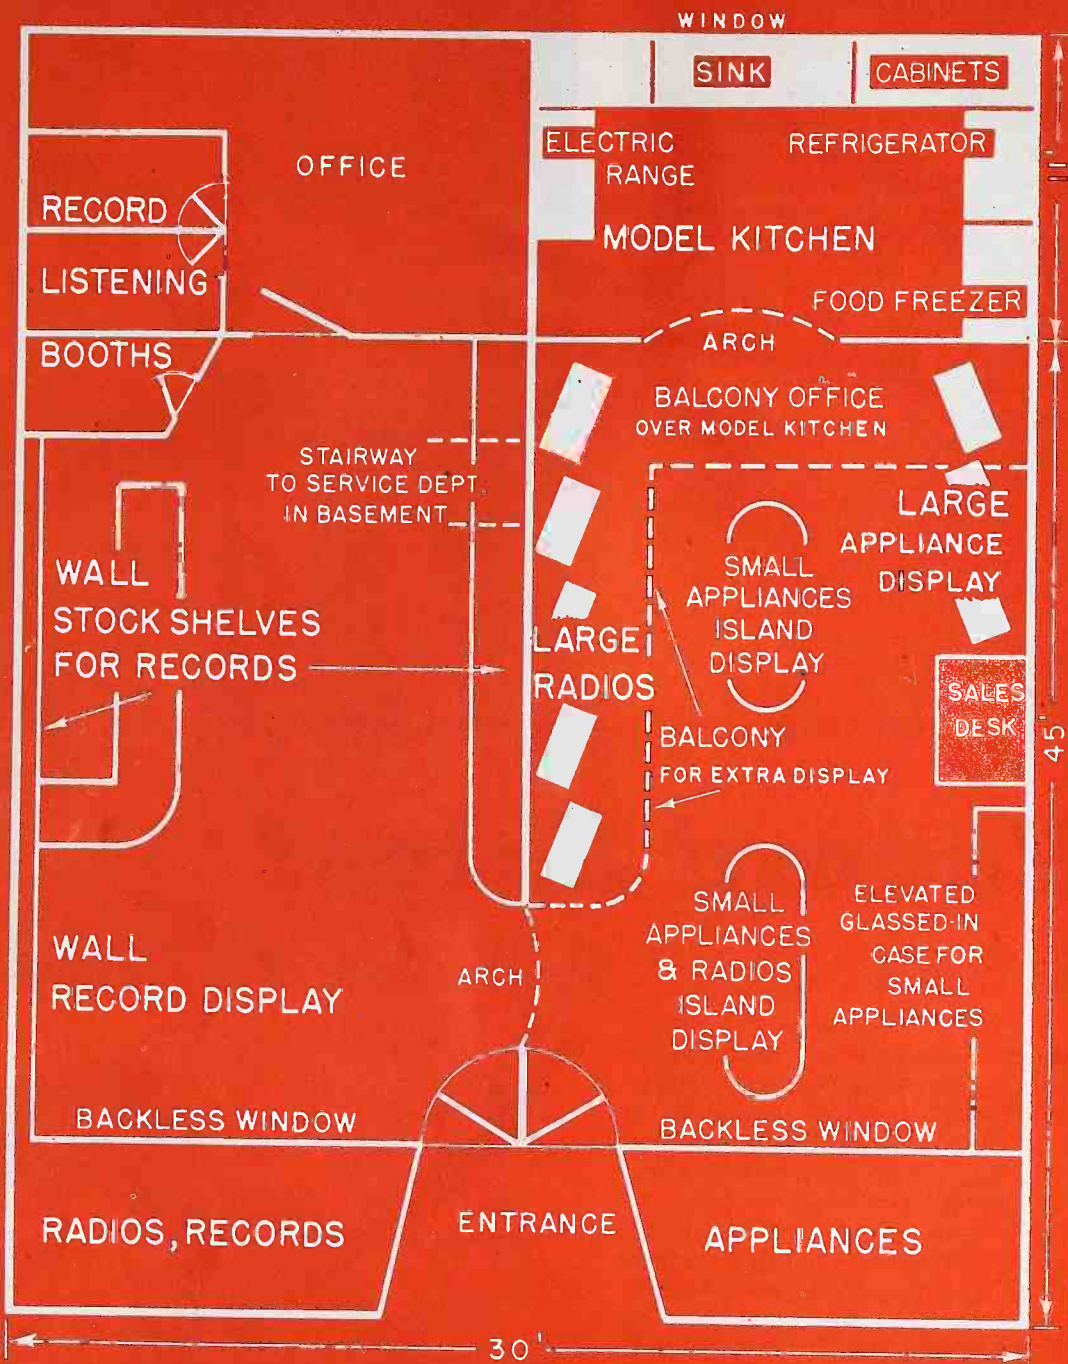 WINDOW
SINK
CABINETS
ELECTRIC
RANGE
REFRIGERATOR
OFFICE
RECORD
LISTENING
BOOTHS
MODEL KITCHEN
FOOD FREEZER
ARCH
BALCONY OFFICE
OVER MODEL KITCHEN
STAIRWAY
TO SERVICE DEPT.
IN BASEMENT
LARGE
APPLIANCE
DISPLAY
SMALL
APPLIANCES
ISLAND
DISPLAY
WALL
STOCK SHELVES
FOR RECORDS
LARGE
RADIOS
SALES
DESK
45'
BALCONY
FOR EXTRA DISPLAY
SMALL
APPLIANCES
& RADIOS
ISLAND
DISPLAY
ELEVATED
GLASSED-IN
CASE FOR
SMALL
APPLIANCES
WALL
RECORD DISPLAY
ARCH
BACKLESS WINDOW
BACKLESS WINDOW
RADIOS, RECORDS
ENTRANCE
APPLIANCES
30'